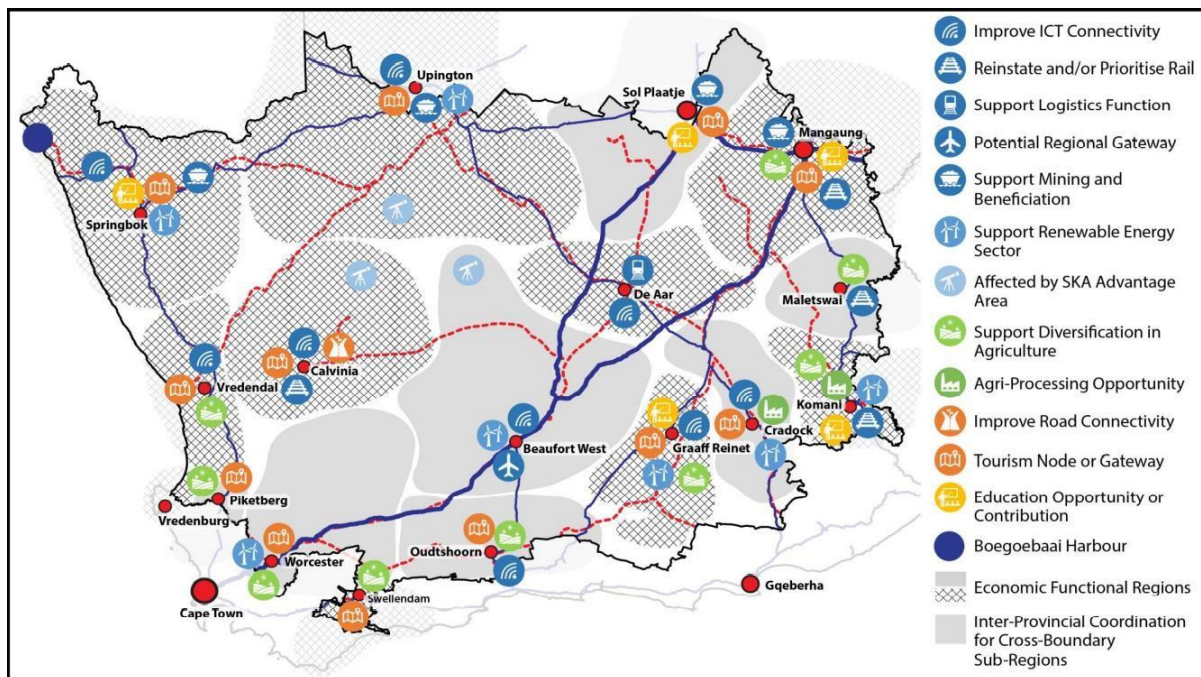 Upington
Sol Plaatje
Mangaung
Springbok
De Aar
Maletswai
Calvinia
Vredendal
Komani
Cradock
Graaff Reinet
Beaufort West
Piketberg
Vredenburg
Oudtshoorn
Worcester
Swellendam
Cape Town
Gqeberha
Improve ICT Connectivity
Reinstate and/or Prioritise Rail
Support Logistics Function
Potential Regional Gateway
Support Mining and
Beneficiation
Support Renewable Energy
Sector
Affected by SKA Advantage
Area
Support Diversification in
Agriculture
Agri-Processing Opportunity
Improve Road Connectivity
Tourism Node or Gateway
Education Opportunity or
Contribution
Boegoebaai Harbour
Economic Functional Regions
Inter-Provincial Coordination
for Cross-Boundary
Sub-Regions